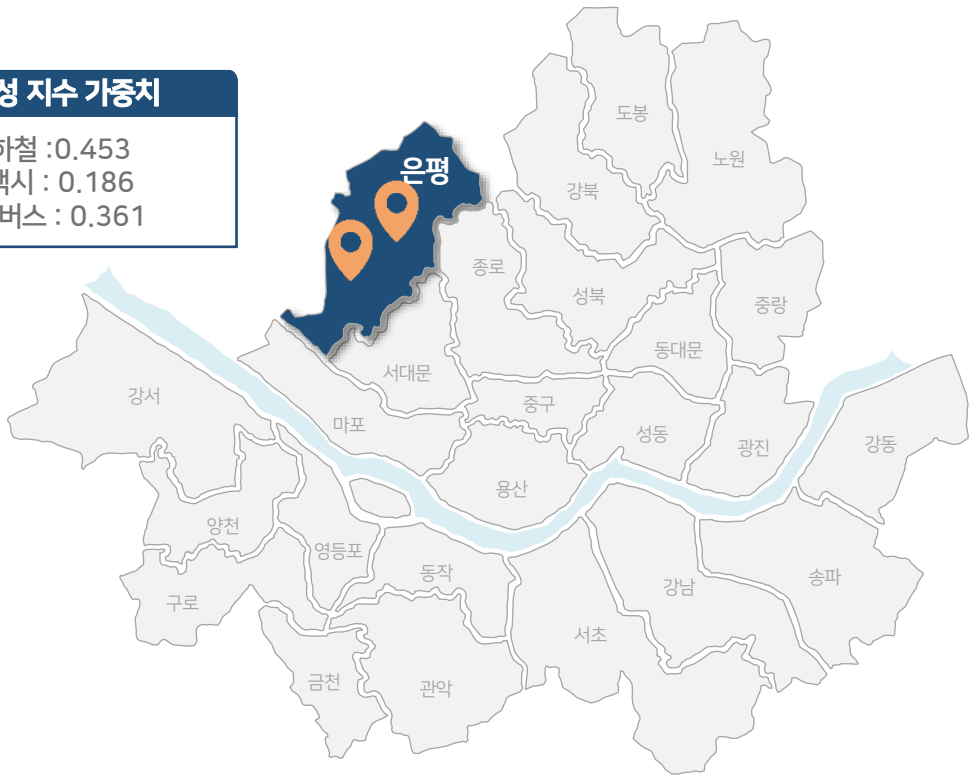 성 지수 가중치
하철 :0.453
택시 : 0.186
버스 : 0.361
은평
도봉
노원
강북
종로
성북
중랑
동대문
서대문
강서
중구
마포
성동
광진
강동
용산
양천
영등포
동작
강남
송파
구로
서초
금천
관악